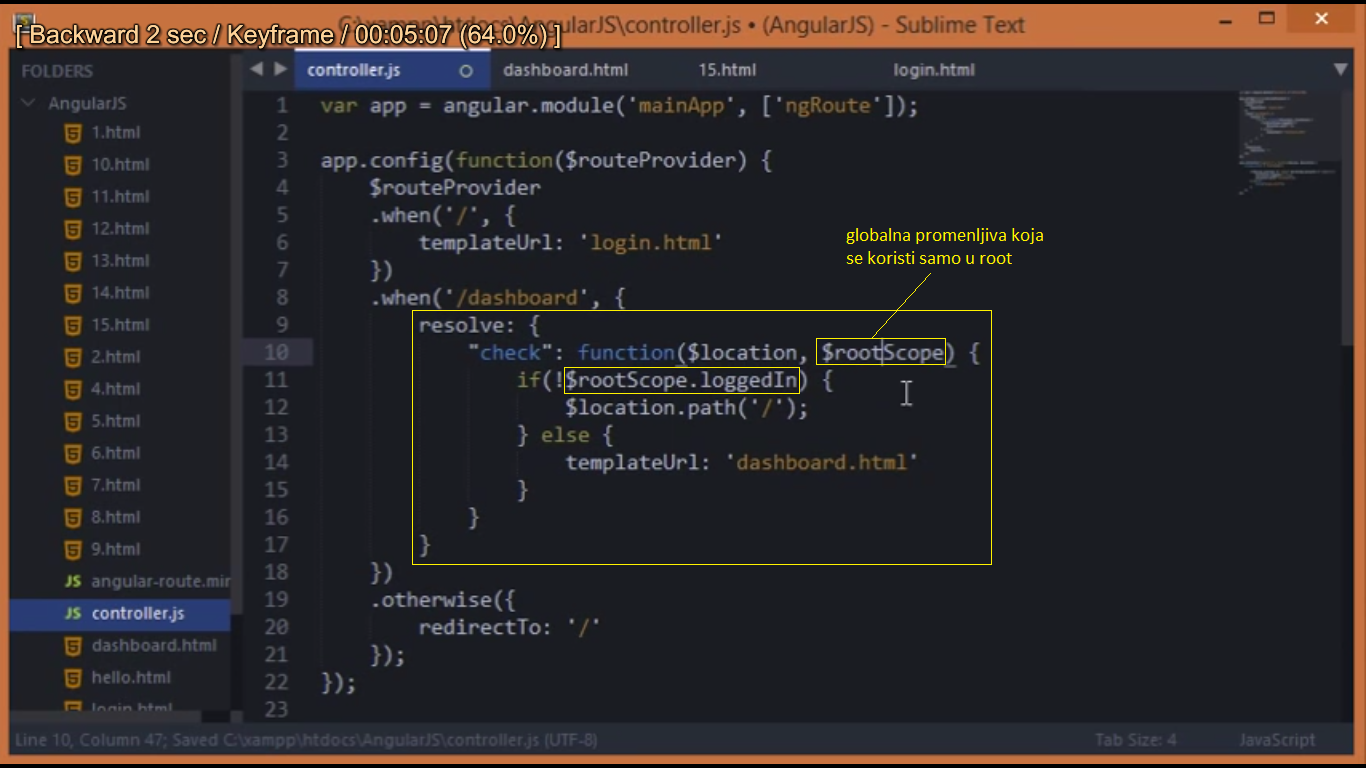 C:\xampp\htdocs\AngularJS\controller.js • (AngularJS) - Sublime Text
[ Backward 2 sec / Keyframe / 00:05:07 (64.0%) ]
FOLDERS
AngularJS
1.html
10.html
11.html
12.html
13.html
14.html
15.html
2.html
3.html
4.html
5.html
6.html
7.html
8.html
9.html
JS angular-route.min
JS controller.js
dashboard.html
hello.html
login.html
controller.js dashboard.html 15.html login.html
1 var app = angular.module('mainApp', ['ngRoute']);
2
3 app.config(function($routeProvider) {
4 $routeProvider
5 .when('/', {
6 templateUrl: 'login.html'
7 })
8 .when('/dashboard', {
9 resolve: {
10 "check": function($location, $rootScope) {
11 if(!$rootScope.loggedIn) {
12 $location.path('/');
13 } else {
14 templateUrl: 'dashboard.html'
15 }
16 }
17 }
18 })
19 .otherwise({
20 redirectTo: '/'
21 });
22 });
23
globalna promenljiva koja
se koristi samo u root
Line 10, Column 47; Saved C:\xampp\htdocs\AngularJS\controller.js (UTF-8)
Tab Size: 4
JavaScript